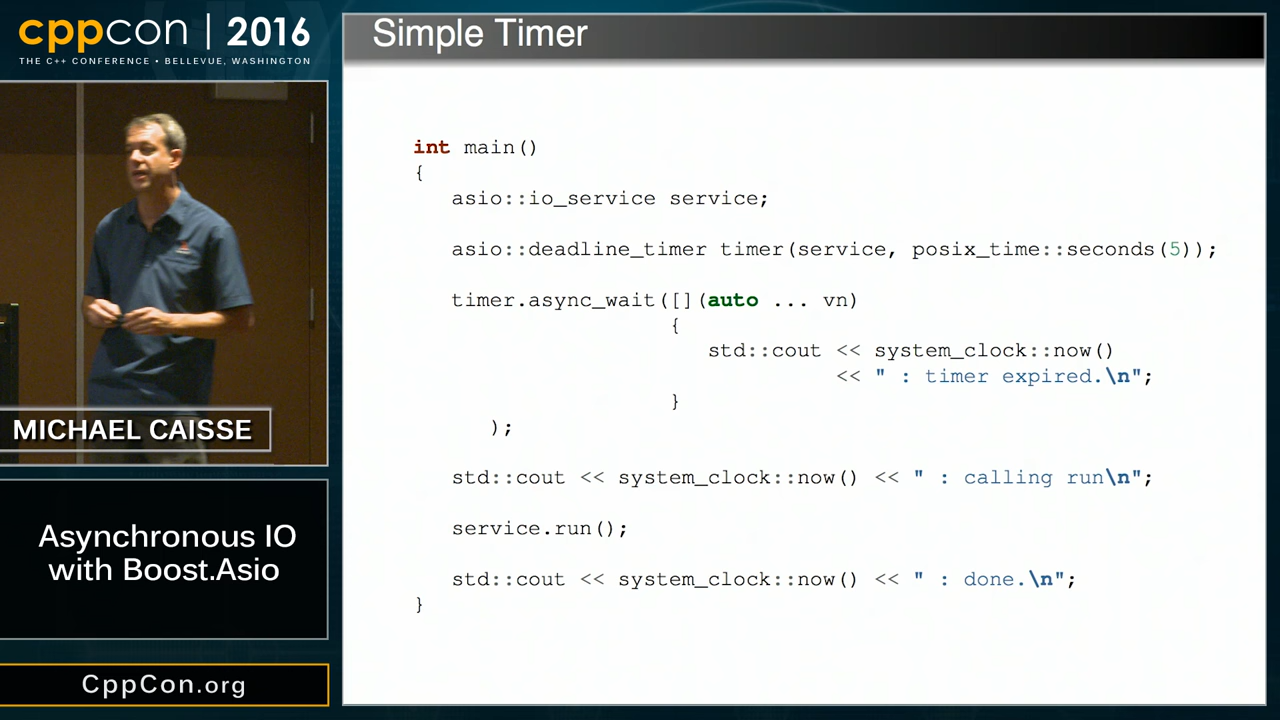 cppcon | 2016
THE C++ CONFERENCE • BELLEVUE, WASHINGTON
MICHAEL CAISSE
Asynchronous IO
with Boost.Asio
CppCon.org
Simple Timer
int main()
{
   asio::io_service service;
   asio::deadline_timer timer(service, posix_time::seconds(5));
   timer.async_wait([](auto ... vn)
                    {
                       std::cout << system_clock::now()
                                 << " : timer expired.\n";
                    }
      );
   std::cout << system_clock::now() << " : calling run\n";
   service.run();
   std::cout << system_clock::now() << " : done.\n";
}